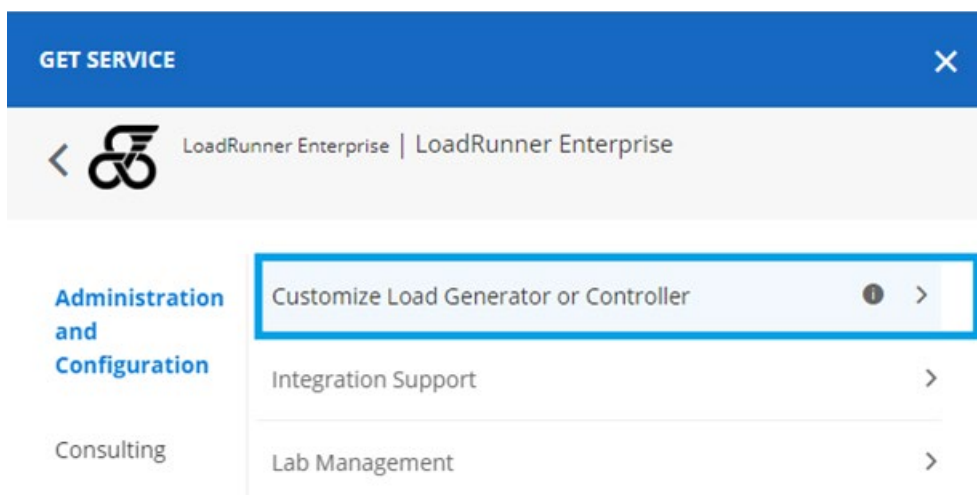 GET SERVICE
LoadRunner Enterprise | LoadRunner Enterprise
Administration
and
Configuration
Consulting
Customize Load Generator or Controller
Integration Support
Lab Management